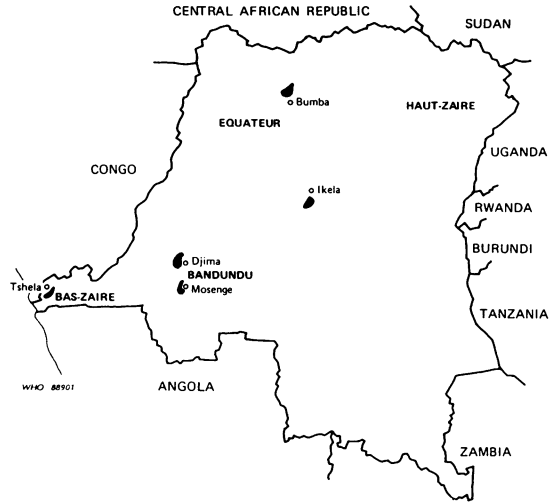 CENTRAL AFRICAN REPUBLIC
SUDAN
Bumba
HAUT-ZAIRE
EQUATEUR
UGANDA
CONGO
Ikela
RWANDA
BURUNDI
Djima
BANDUNDU
Mosenge
Tshela
BAS-ZAIRE
TANZANIA
WHO 88901
ANGOLA
ZAMBIA